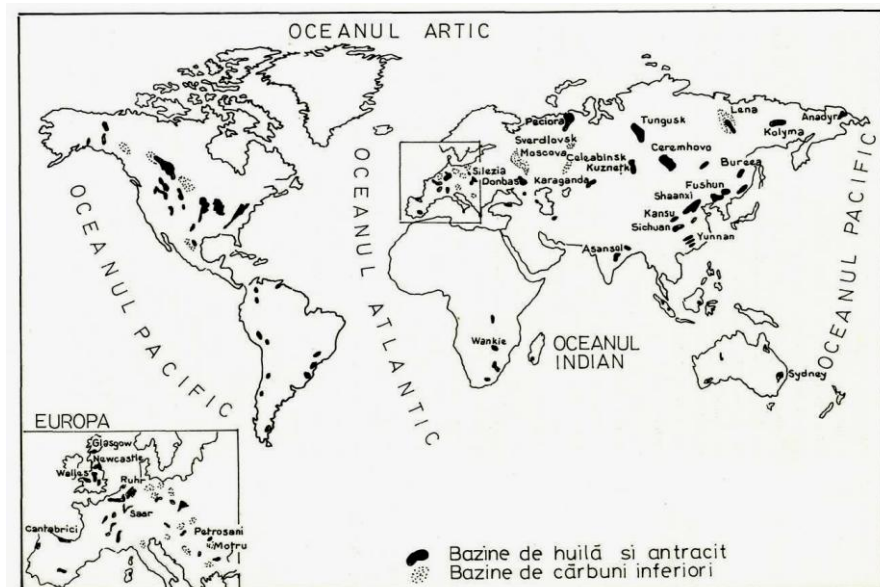 OCEANUL ARTIC
OCEANUL PACIFIC
OCEANUL ATLANTIC
OCEANUL INDIAN
OCEANUL PACIFIC
Peciora
Tungusk
Lena
Anadyr
Kolyma
Sverdlovsk
Moscova
Celeabinsk
Kuznetk
Ceremhovo
Bureea
Silezia
Donbas
Karaganda
Fushun
Shaanxi
Kansu
Sichuan
Yunnan
Asansol
Wankie
Sydney
EUROPA
Glasgow
Newcastle
Walles
Ruhr
Saar
Cantabrici
Petrosani
Motru
Bazine de huilă si antracit
Bazine de cărbuni inferiori